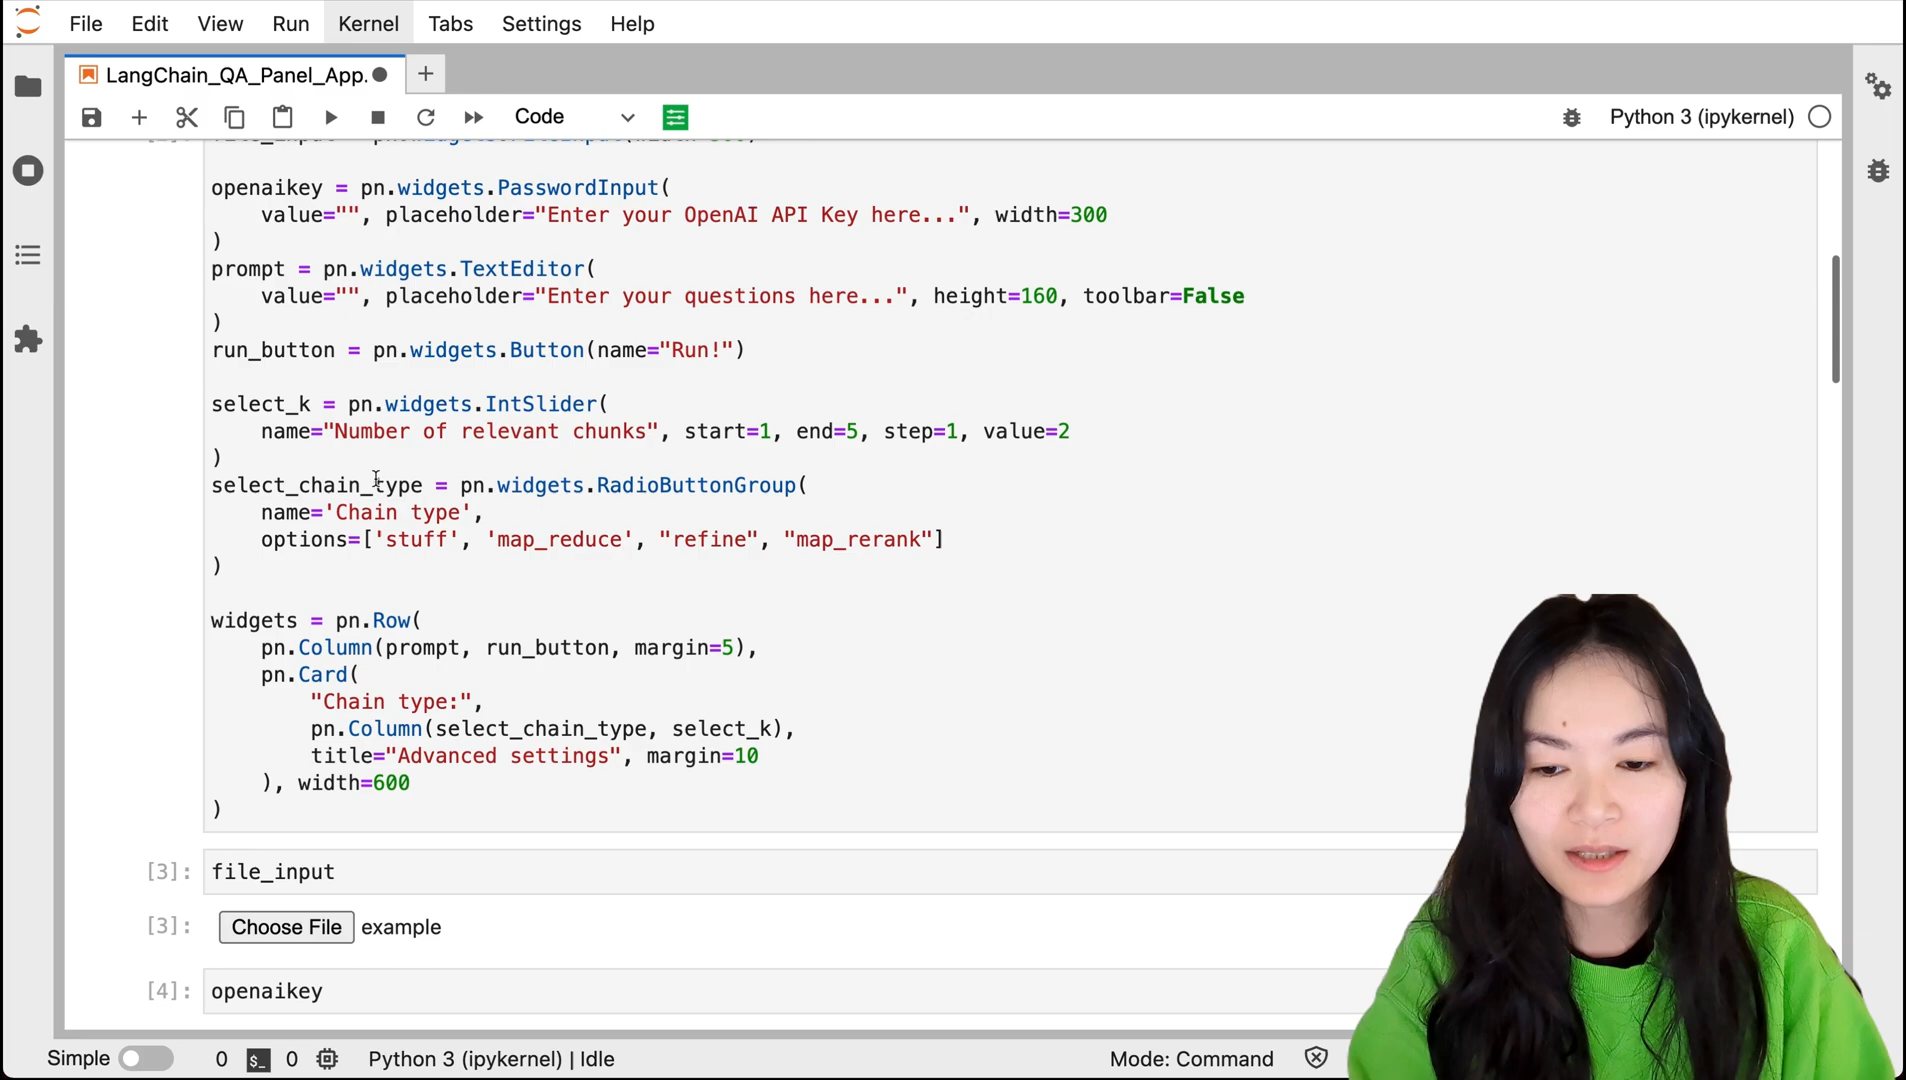 File Edit View Run Kernel Tabs Settings Help
LangChain_QA_Panel_App.
Code
Python 3 (ipykernel)
openaikey = pn.widgets.PasswordInput(
value="", placeholder="Enter your OpenAI API Key here...", width=300
)
prompt = pn.widgets.TextEditor(
value="", placeholder="Enter your questions here...", height=160, toolbar=False
)
run_button = pn.widgets.Button(name="Run!")
select_k = pn.widgets.IntSlider(
name="Number of relevant chunks", start=1, end=5, step=1, value=2
)
select_chain_type = pn.widgets.RadioButtonGroup(
name='Chain type',
options=['stuff', 'map_reduce', "refine", "map_rerank"]
)
widgets = pn.Row(
pn.Column(prompt, run_button, margin=5),
pn.Card(
"Chain type:",
pn.Column(select_chain_type, select_k),
title="Advanced settings", margin=10
), width=600
)
[3]: file_input
[3]: Choose File example
[4]: openaikey
Simple 0 $_ 0 Python 3 (ipykernel) | Idle Mode: Command